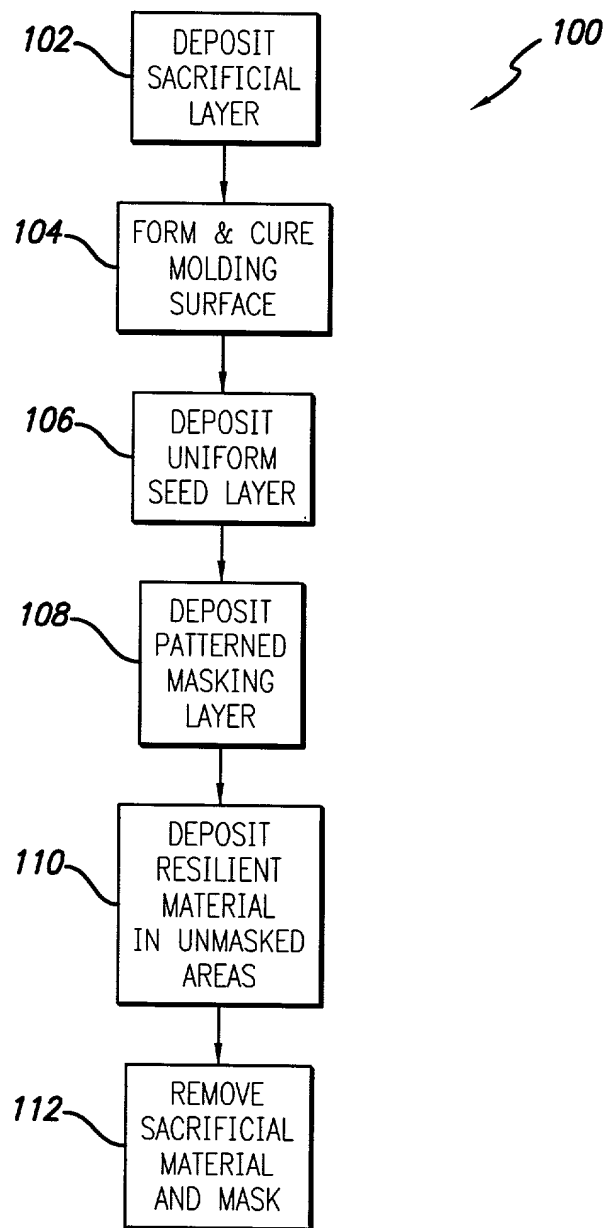 100
102
DEPOSIT
SACRIFICIAL
LAYER
104
FORM & CURE
MOLDING
SURFACE
106
DEPOSIT
UNIFORM
SEED LAYER
108
DEPOSIT
PATTERNED
MASKING
LAYER
110
DEPOSIT
RESILIENT
MATERIAL
IN UNMASKED
AREAS
112
REMOVE
SACRIFICIAL
MATERIAL
AND MASK